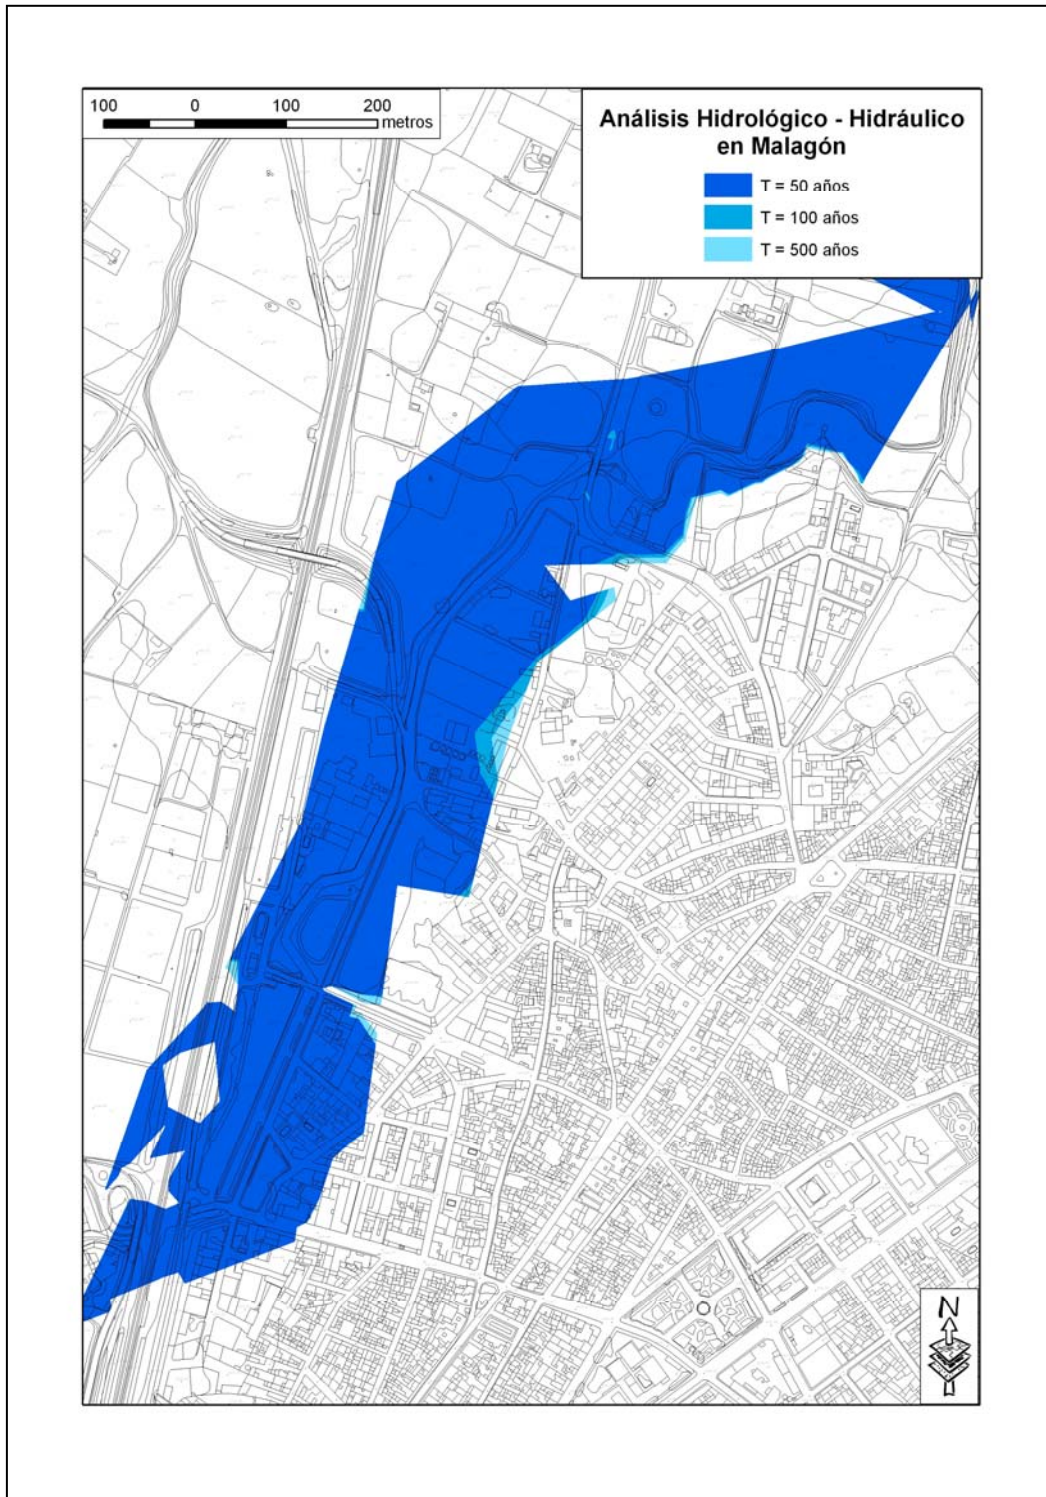 100 0 100 200
metros
Análisis Hidrológico - Hidráulico
en Malagón
T = 50 años
T = 100 años
T = 500 años
N